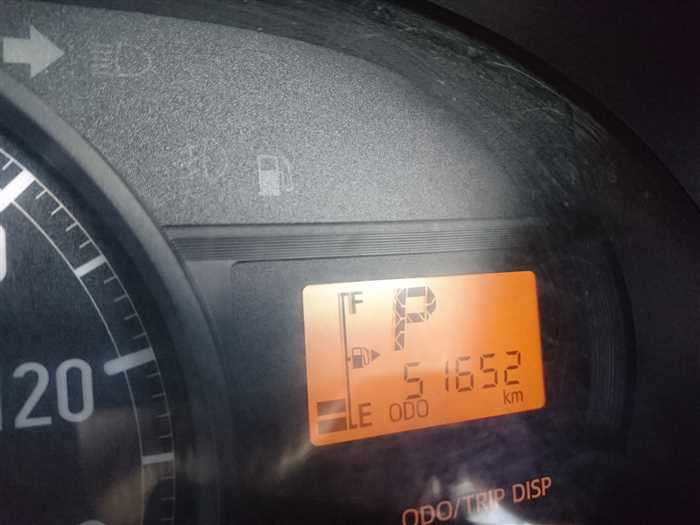 120
F
P
51652
E
ODO
km
ODO/TRIP DISP